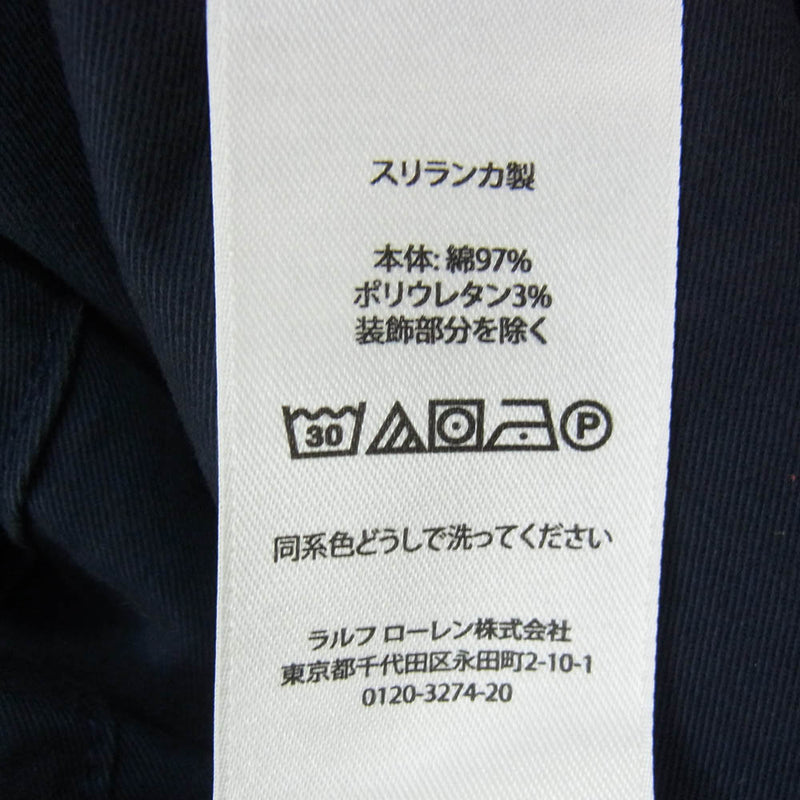 スリランカ製
本体: 綿97%
ポリウレタン3%
装飾部分を除く
30 P
同系色どうしで洗ってください
ラルフ ローレン株式会社
東京都千代田区永田町2-10-1
0120-3274-20